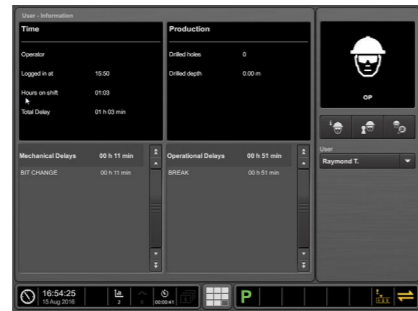 User - Information
Time
Operator
Logged in at 15:50
Hours on-shift 01:03
Total Delay 01 h 03 min
Production
Drilled holes 0
Drilled depth 0.00 m
OP
User
Raymond T.
Mechanical Delays 00 h 11 min
BIT CHANGE 00 h 11 min
Operational Delays 00 h 51 min
BREAK 00 h 51 min
16:54:25
15 Aug 2016
2
0
00:00:41
P